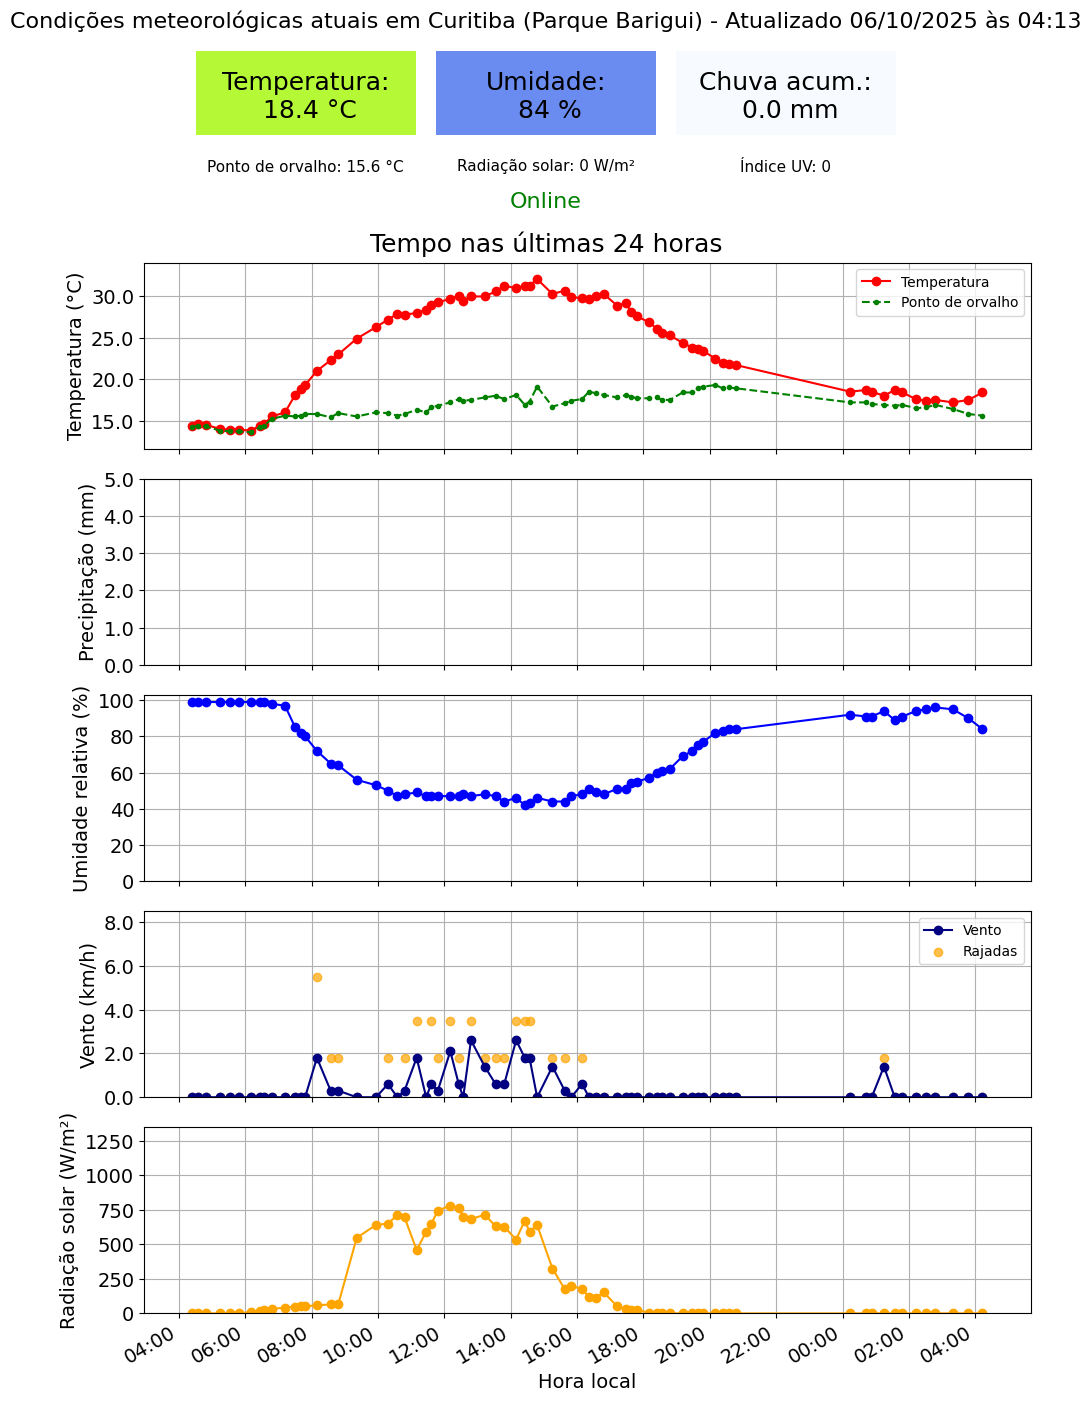 Condições meteorológicas atuais em Curitiba (Parque Barigui) - Atualizado 06/10/2025 às 04:13
Temperatura:
18.4 °C
Umidade:
84 %
Chuva acum.:
0.0 mm
Ponto de orvalho: 15.6 °C
Radiação solar: 0 W/m²
Índice UV: 0
Online
Tempo nas últimas 24 horas
Temperatura (°C)
30.0
25.0
20.0
15.0
Temperatura
Ponto de orvalho
Precipitação (mm)
5.0
4.0
3.0
2.0
1.0
0.0
Umidade relativa (%)
100
80
60
40
20
0
Vento (km/h)
8.0
6.0
4.0
2.0
0.0
Vento
Rajadas
Radiação solar (W/m²)
1250
1000
750
500
250
0
04:00
06:00
08:00
10:00
12:00
14:00
16:00
18:00
20:00
22:00
00:00
02:00
04:00
Hora local